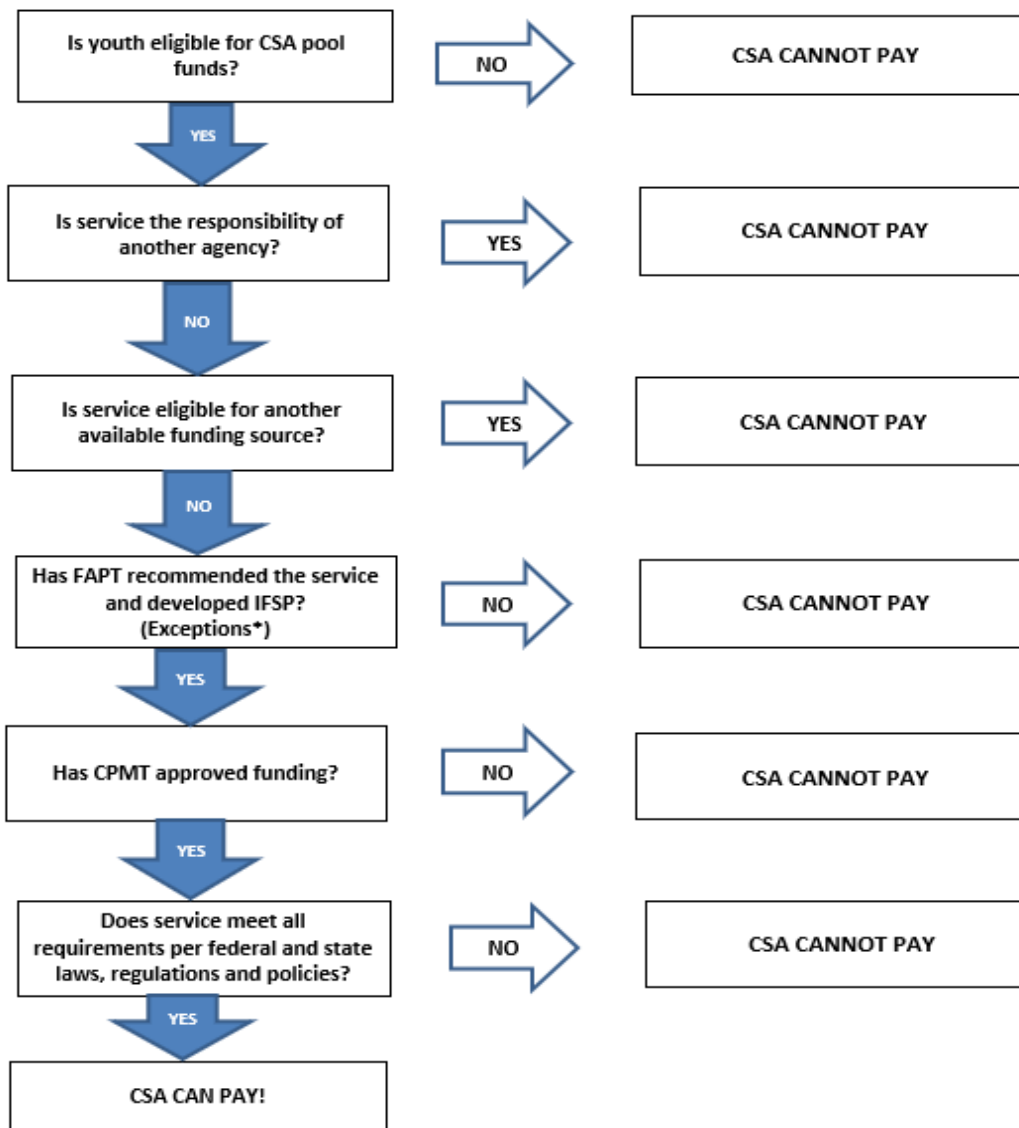 Is youth eligible for CSA pool
funds?
NO
CSA CANNOT PAY
YES
Is service the responsibility of
another agency?
YES
CSA CANNOT PAY
NO
Is service eligible for another
available funding source?
YES
CSA CANNOT PAY
NO
Has FAPT recommended the service
and developed IFSP?
(Exceptions*)
NO
CSA CANNOT PAY
YES
Has CPMT approved funding?
NO
CSA CANNOT PAY
YES
Does service meet all
requirements per federal and state
laws, regulations and policies?
NO
CSA CANNOT PAY
YES
CSA CAN PAY!